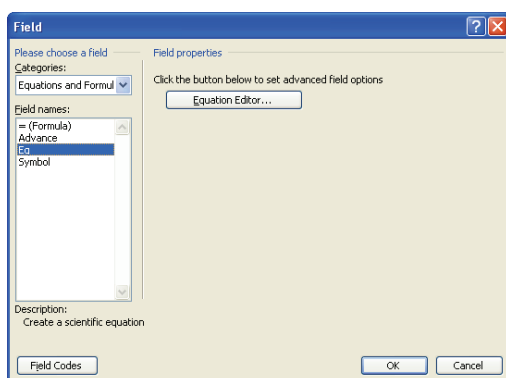 Field
Please choose a field
Categories:
Equations and Formul
Field names:
= (Formula)
Advance
Eq
Symbol
Description:
Create a scientific equation
Field properties
Click the button below to set advanced field options
Equation Editor...
Field Codes
OK
Cancel